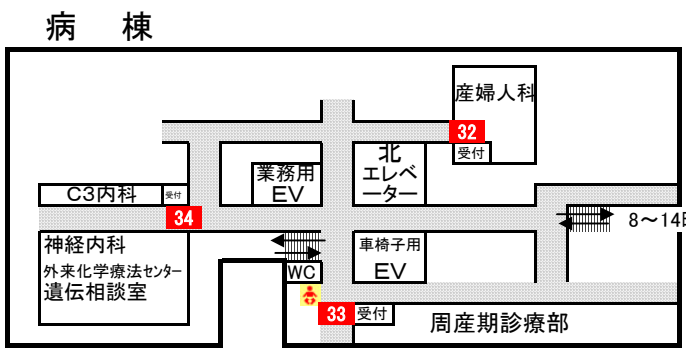 病 棟
産婦人科
32
受付
北
エレベ
ーター
業務用
EV
C3内科
受付
34
8～14
神経内科
外来化学療法センター
遺伝相談室
車椅子用
EV
WC
33
受付
周産期診療部